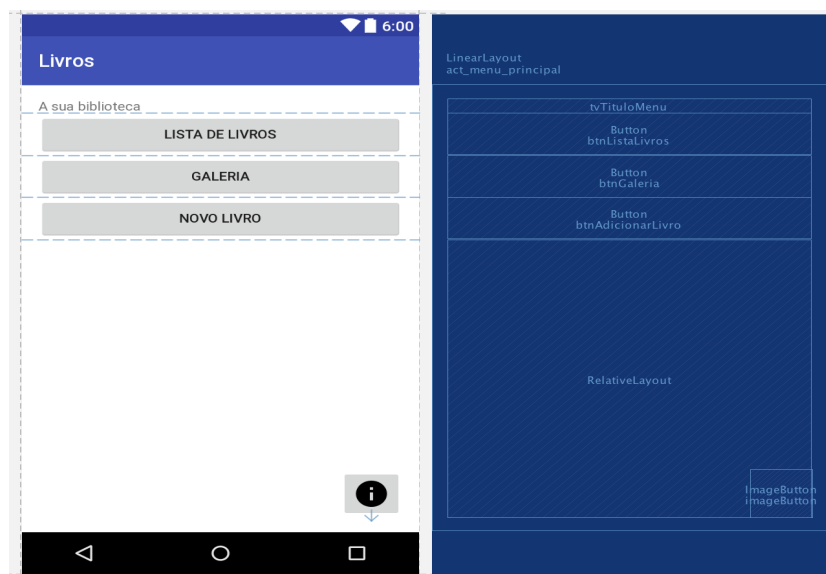 6:00
Livros
A sua biblioteca
LISTA DE LIVROS
GALERIA
NOVO LIVRO
LinearLayout
act_menu_principal
tvTituloMenu
Button
btnListaLivros
Button
btnGaleria
Button
btnAdicionarLivro
RelativeLayout
ImageButton
imageButton